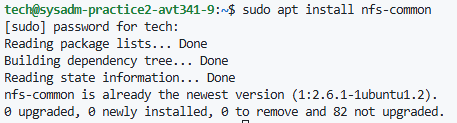 tech@sysadm-practice2-avt341-9:~$ sudo apt install nfs-common
[sudo] password for tech:
Reading package lists... Done
Building dependency tree... Done
Reading state information... Done
nfs-common is already the newest version (1:2.6.1-1ubuntu1.2).
0 upgraded, 0 newly installed, 0 to remove and 82 not upgraded.